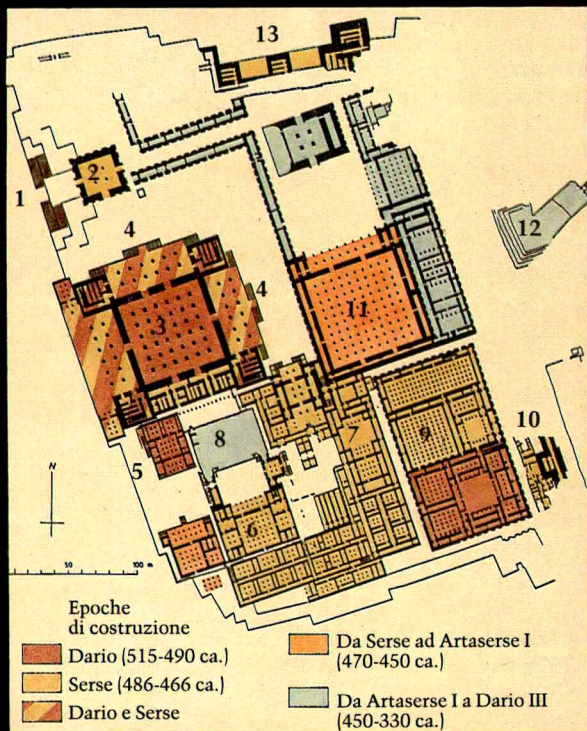 13
1
2
4
4
12
3
11
10
5
8
7
9
6
N
50
100 m
Epoche
di costruzione
Dario (515-490 ca.)
Serse (486-466 ca.)
Dario e Serse
Da Serse ad Artaserse I
(470-450 ca.)
Da Artaserse I a Dario III
(450-330 ca.)